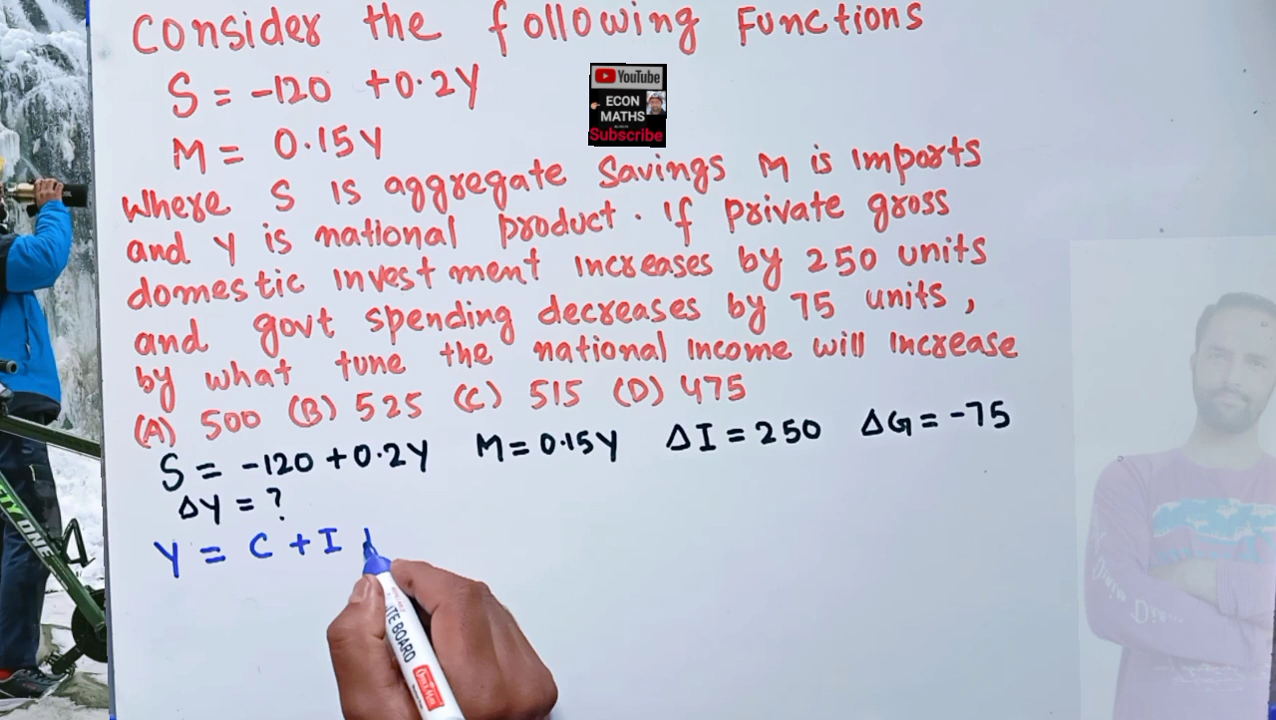 Consider the following Functions
S = -120 +0.2Y
M = 0.15Y
YouTube
ECON
MATHS
Subscribe
Where S is aggregate Savings M is Imports
and Y is national product. If private gross
domestic investment increases by 250 units
and govt spending decreases by 75 units,
by what tune the national income will increase
(A) 500 (B) 525 (C) 515 (D) 475
S = -120 +0.2Y M = 0.15Y ΔI = 250 ΔG = -75
ΔY = ?
Y = C + I